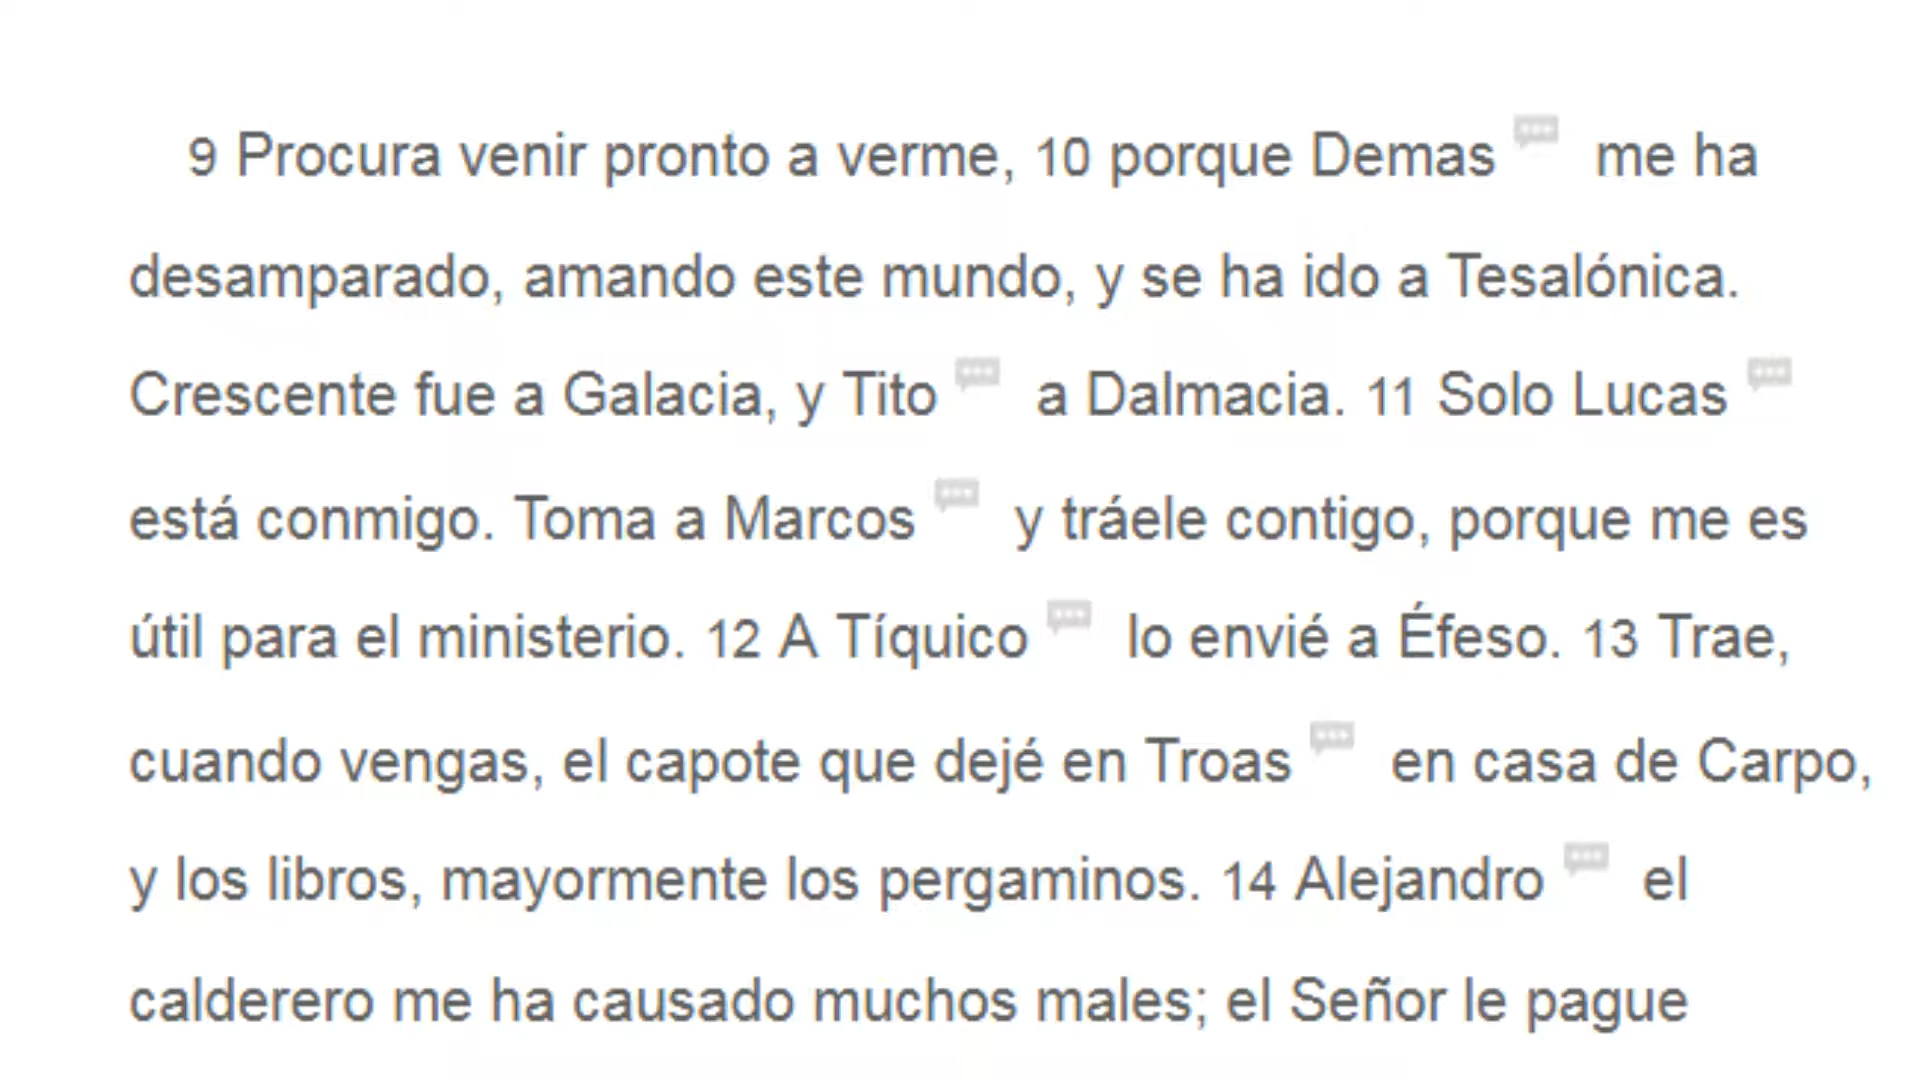 9 Procura venir pronto a verme, 10 porque Demas me ha
desamparado, amando este mundo, y se ha ido a Tesalónica.
Crescente fue a Galacia, y Tito a Dalmacia. 11 Solo Lucas
está conmigo. Toma a Marcos y tráele contigo, porque me es
útil para el ministerio. 12 A Tíquico lo envié a Éfeso. 13 Trae,
cuando vengas, el capote que dejé en Troas en casa de Carpo,
y los libros, mayormente los pergaminos. 14 Alejandro el
calderero me ha causado muchos males; el Señor le pague